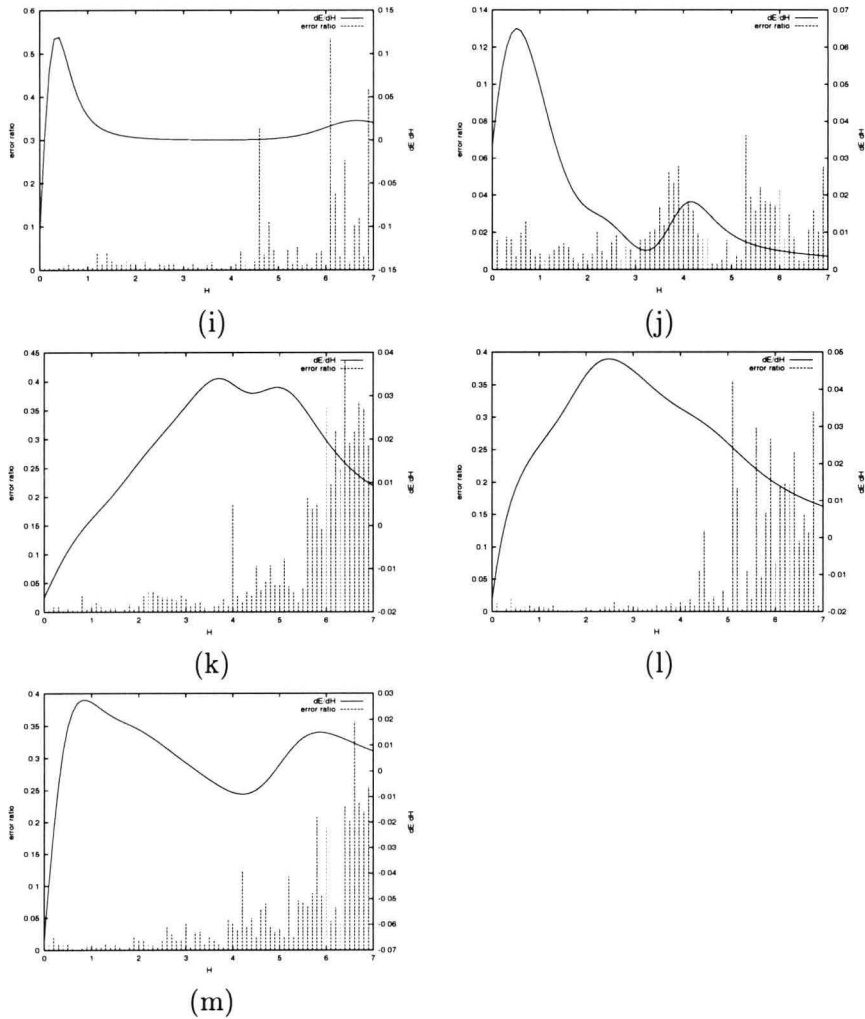 dE/dH
error ratio
0.6
0.5
0.4
0.3
0.2
0.1
0
error ratio
0.15
0.1
0.05
0
-0.05
-0.1
-0.15
dE/dH
0 1 2 3 4 5 6 7
H
(i)
dE/dH
error ratio
0.14
0.12
0.1
0.08
0.06
0.04
0.02
0
error ratio
0.07
0.06
0.05
0.04
0.03
0.02
0.01
0
dE/dH
0 1 2 3 4 5 6 7
H
(j)
dE/dH
error ratio
0.45
0.4
0.35
0.3
0.25
0.2
0.15
0.1
0.05
0
error ratio
0.04
0.03
0.02
0.01
0
-0.01
-0.02
dE/dH
0 1 2 3 4 5 6 7
H
(k)
dE/dH
error ratio
0.4
0.35
0.3
0.25
0.2
0.15
0.1
0.05
0
error ratio
0.05
0.04
0.03
0.02
0.01
0
-0.01
-0.02
dE/dH
0 1 2 3 4 5 6 7
H
(l)
dE/dH
error ratio
0.4
0.35
0.3
0.25
0.2
0.15
0.1
0.05
0
error ratio
0.03
0.02
0.01
0
-0.01
-0.02
-0.03
-0.04
-0.05
-0.06
-0.07
dE/dH
0 1 2 3 4 5 6 7
H
(m)